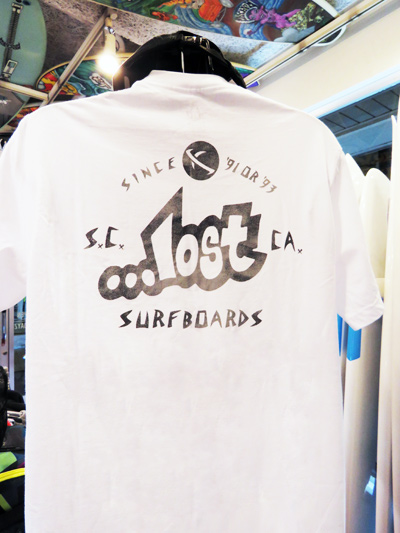 SINCE '91 OR '93
S.C. ...Lost CA.
SURFBOARDS